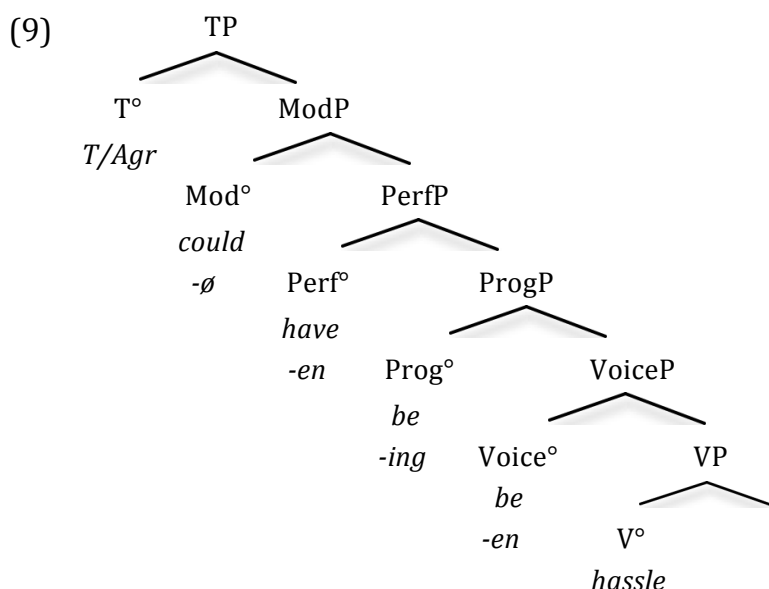 (9) TP
T° ModP
T/Agr
Mod° PerfP
could
-ø Perf° ProgP
have
-en Prog° VoiceP
be
-ing Voice° VP
be
-en V°
hassle